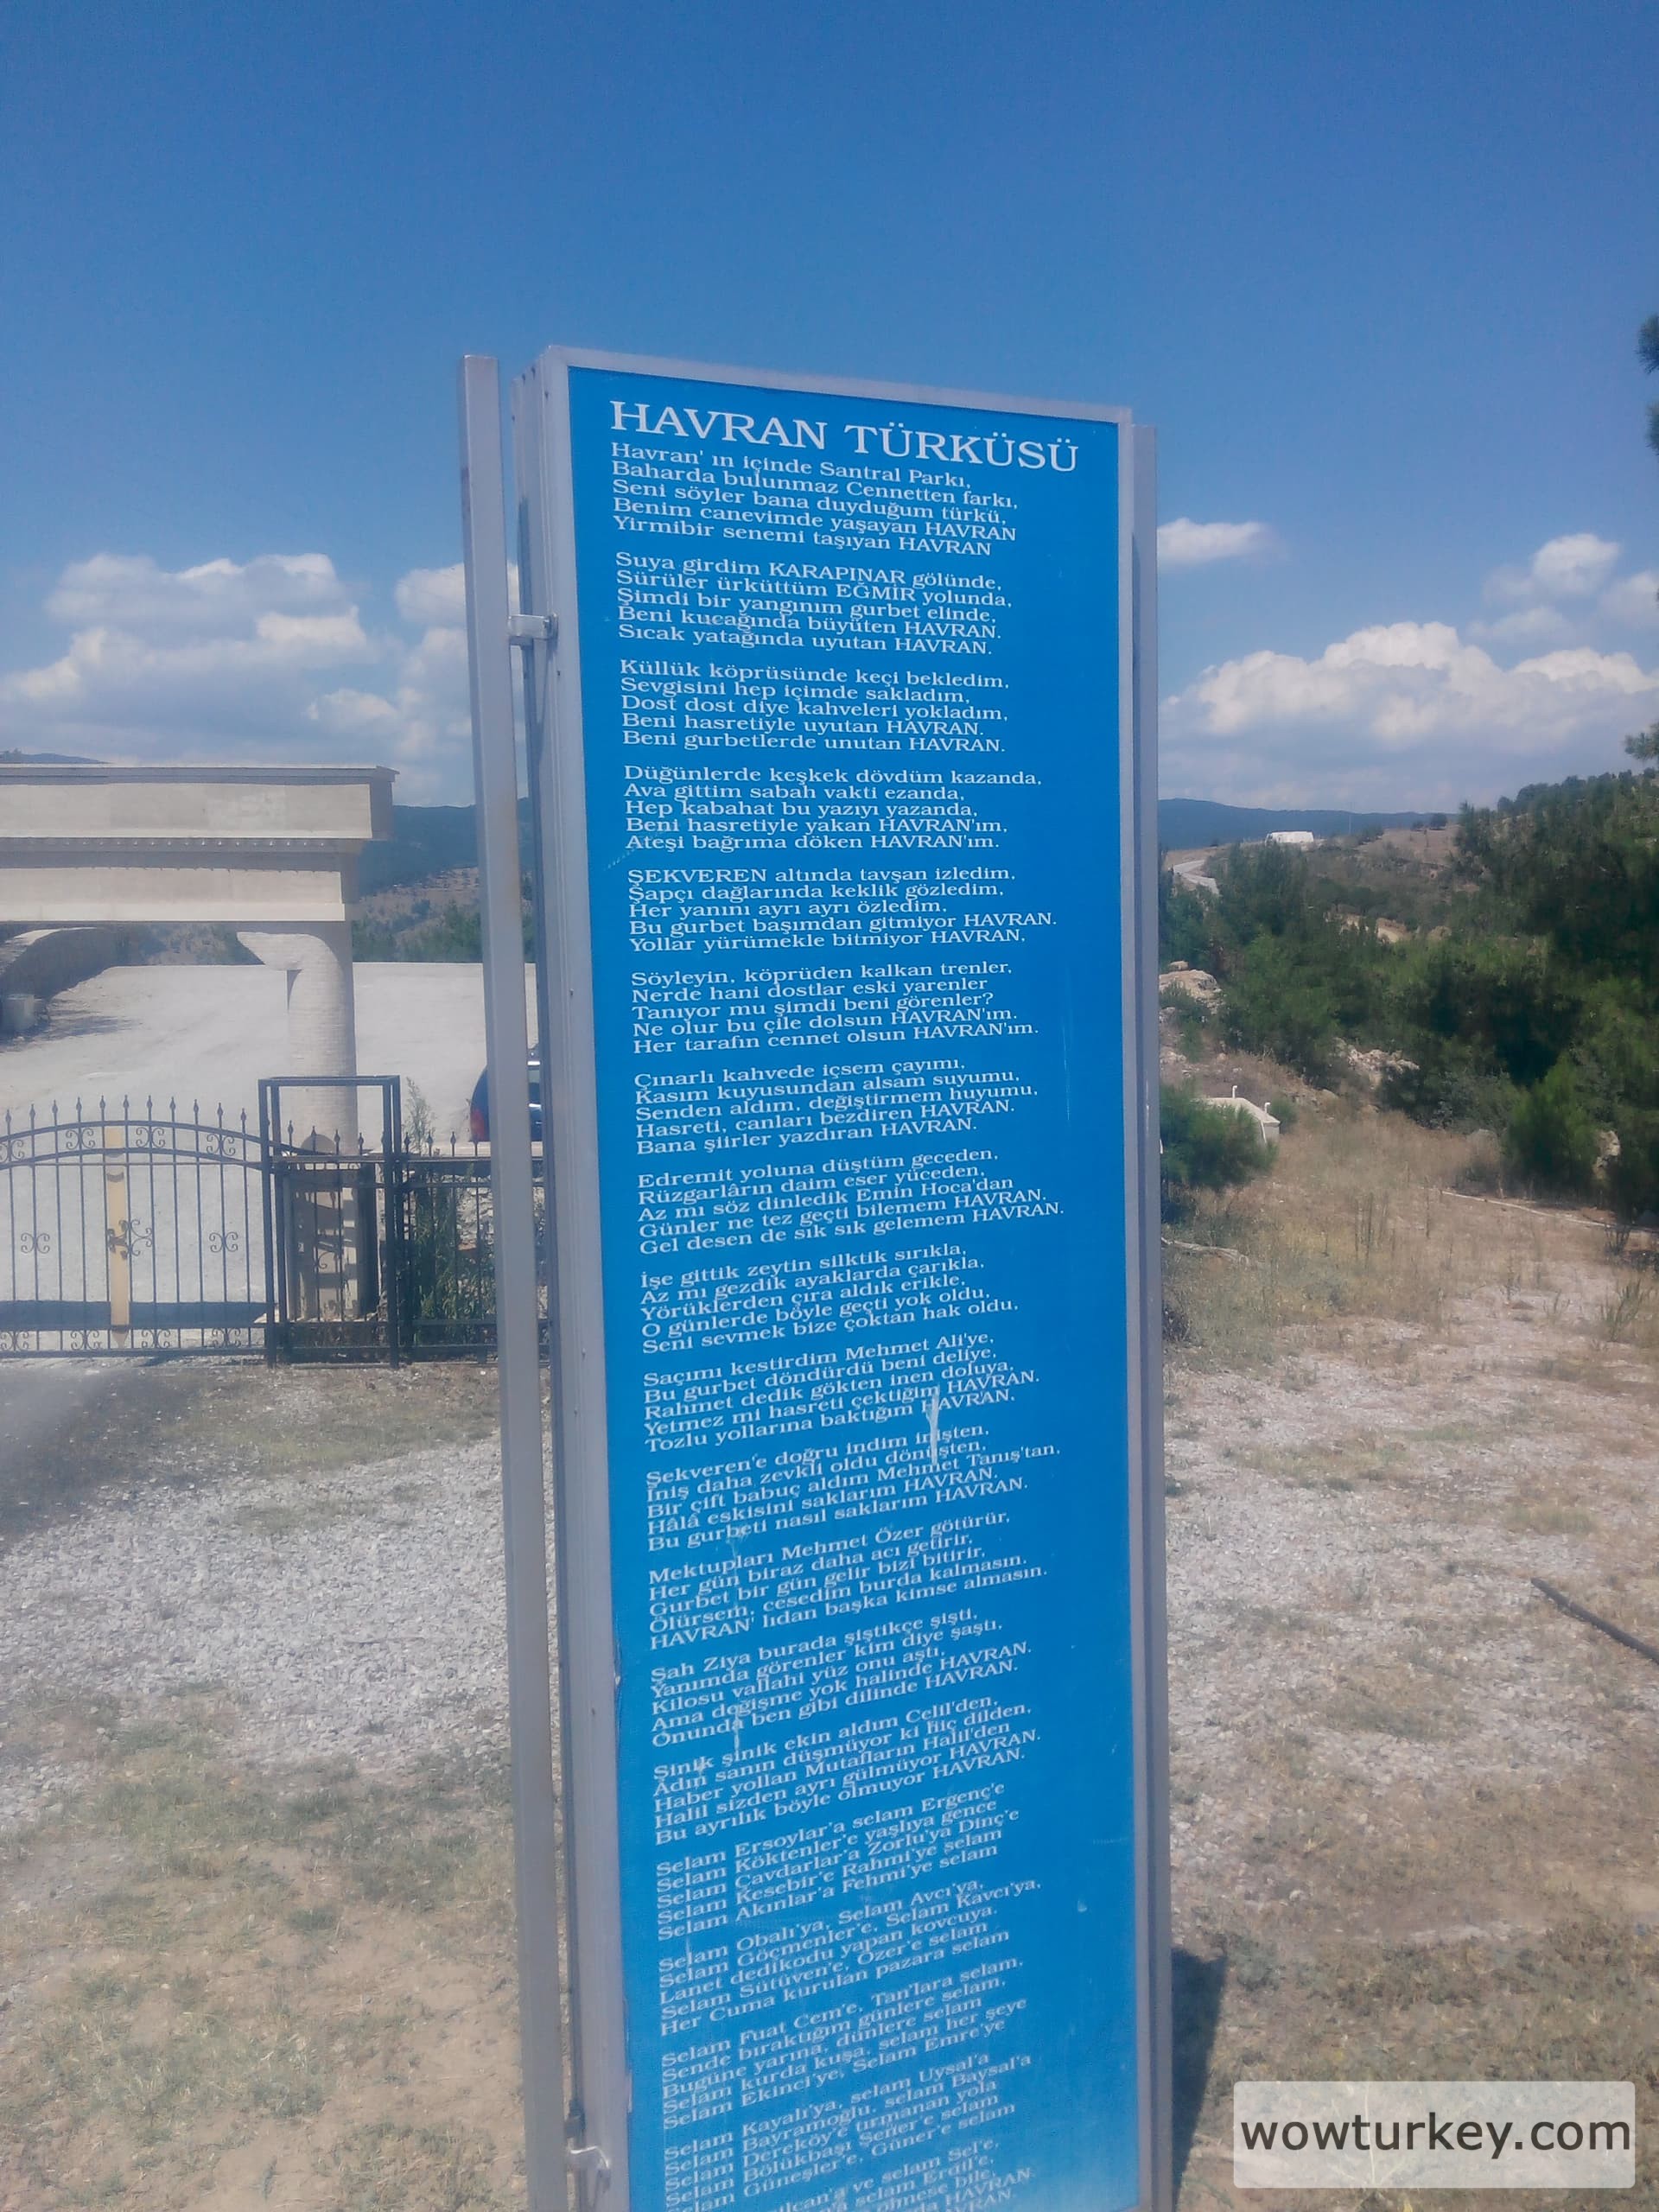 HAVRAN TÜRKÜSÜ
Havran' ın içinde Santral Parkı,
Baharda bulunmaz Cennetten farkı,
Seni söyler bana duyduğum türkü,
Benim canevimde yaşayan HAVRAN
Yirmibir senemi taşıyan HAVRAN
Suya girdim KARAPINAR gölünde,
Sürüler ürküttüm EĞMİR yolunda,
Şimdi bir yangınım gurbet elinde,
Beni kucağında büyüten HAVRAN.
Sıcak yatağında uyutan HAVRAN.
Küllük köprüsünde keçi bekledim,
Sevgisini hep içimde sakladım,
Dost dost diye kahveleri yokladım,
Beni hasretiyle uyutan HAVRAN.
Beni gurbetlerde unutan HAVRAN.
Düğünlerde keşkek dövdüm kazanda,
Ava gittim sabah vakti ezanda,
Hep kabahat bu yazıyı yazanda,
Beni hasretiyle yakan HAVRAN'ım,
Ateşi bağrıma döken HAVRAN'ım.
ŞEKVEREN altında tavşan izledim,
Şapçı dağlarında keklik gözledim,
Her yanını ayrı ayrı özledim,
Bu gurbet başımdan gitmiyor HAVRAN.
Yollar yürümekle bitmiyor HAVRAN,
Söyleyin, köprüden kalkan trenler,
Nerde hani dostlar eski yarenler
Tanıyor mu şimdi beni görenler?
Ne olur bu çile dolsun HAVRAN'ım.
Her tarafın cennet olsun HAVRAN'ım.
Çınarlı kahvede içsem çayımı,
Kasım kuyusundan alsam suyumu,
Senden aldım, değiştirmem huyumu,
Hasreti, canları bezdiren HAVRAN.
Bana şiirler yazdıran HAVRAN.
Edremit yoluna düştüm geceden,
Rüzgarlârın daim eser yüceden,
Az mı söz dinledik Emin Hoca'dan
Günler ne tez geçti bilemem HAVRAN.
Gel desen de sık sık gelemem HAVRAN.
İşe gittik zeytin silktik sırıkla,
Az mı gezdik ayaklarda çarıkla,
Yörüklerden çıra aldık erikle,
O günlerde böyle geçti yok oldu,
Seni sevmek bize çoktan hak oldu,
Saçımı kestirdim Mehmet Ali'ye,
Bu gurbet döndürdü beni deliye,
Rahmet dedik gökten inen doluya,
Yetmez mi hasreti çektiğim HAVRAN.
Tozlu yollarına baktığım HAVRAN,
Şekveren'e doğru indim inişten,
İniş daha zevkli oldu dönüşten,
Bir çift babuç aldım Mehmet Tanış'tan,
Hâlâ eskisini saklarım HAVRAN.
Bu gurbeti nasıl saklarım HAVRAN.
Mektupları Mehmet Özer götürür,
Her gün biraz daha acı getirir,
Gurbet bir gün gelir bizi bitirir,
Ölürsem, cesedim burda kalmasın.
HAVRAN' lıdan başka kimse almasın.
Şah Ziya burada şiştikçe şişti,
Yanımda görenler kim diye şaştı,
Kilosu vallahi yüz onu aştı,
Ama değişme yok halinde HAVRAN.
Onunda ben gibi dilinde HAVRAN.
Şinik şinik ekin aldım Celil'den,
Adın sanın düşmüyor ki hiç dilden,
Haber yollan Mutafların Halil'den
Halil sizden ayrı gülmüyor HAVRAN.
Bu ayrılık böyle olmuyor HAVRAN.
Selam Ersoylar'a selam Ergenç'e
Selam Köktenler'e yaşlıya gence
Selam Çavdarlar'a Zorlu'ya Dinç'e
Selam Kesebir'e Rahmi'ye selam
Selam Akınlar'a Fehmi'ye selam
Selam Obalı'ya, Selam Avcı'ya,
Selam Göçmenler'e, Selam Kavcı'ya,
Lanet dedikodu yapan kovcuya.
Selam Sütüven'e, Özer'e selam
Her Cuma kurulan pazara selam
Selam Fuat Cem'e, Tan'lara selam,
Sende bıraktığım günlere selam,
Bugüne yarına, dünlere selam
Selam kurda kuşa, selam her şeye
Selam Ekinci'ye, Selam Emre'ye
Selam Kayalı'ya, selam Uysal'a
Selam Bayramoğlu, selam Baysal'a
Selam Dereköy'e tırmanan yola
Selam Bölükbaşı Şener'e selam
Selam Güneşler'e, Güner'e selam
ve selam Sel'e,
selam Erdil'e,
ölmese bile,
HAVRAN.
HAVRAN.
wowturkey.com